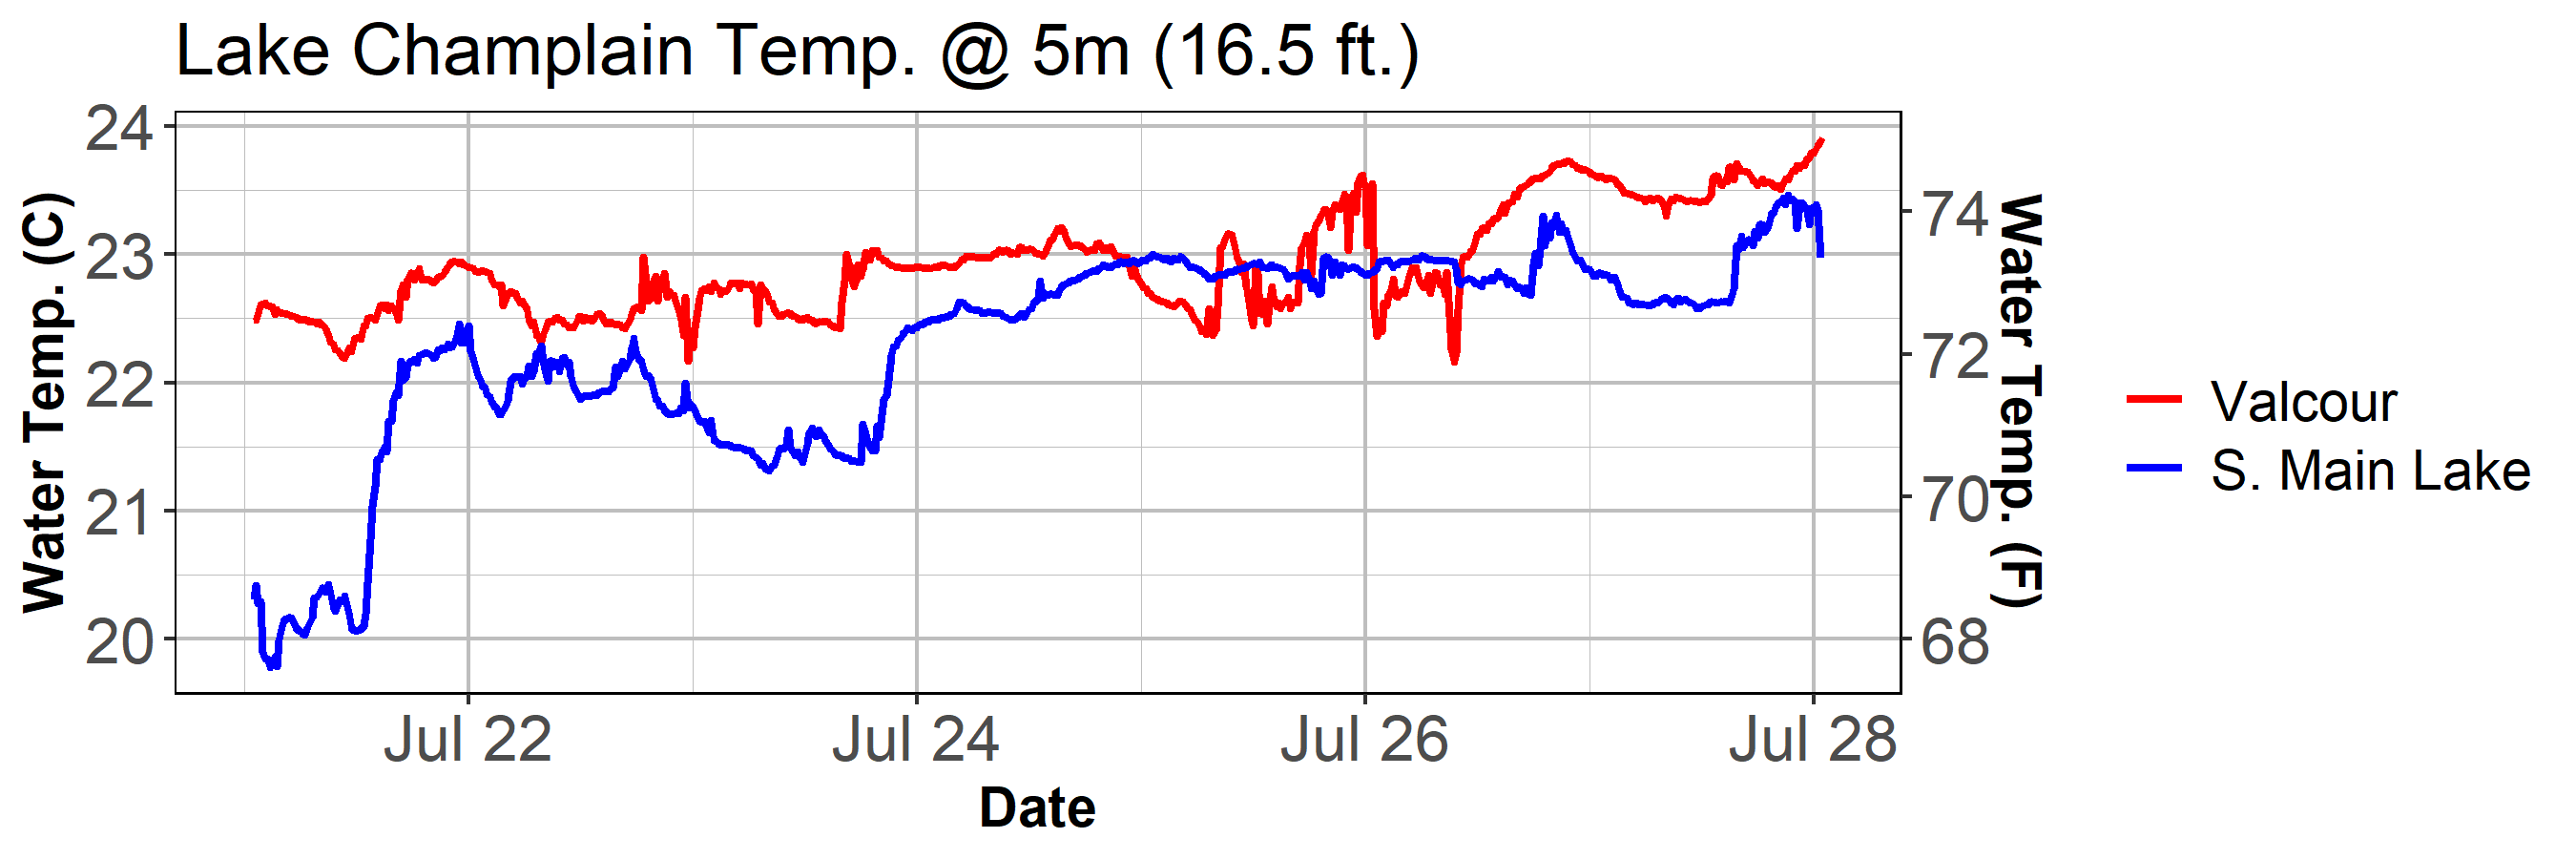 Lake Champlain Temp. @ 5m (16.5 ft.)
Water Temp. (C)
24
23
22
21
20
74
72
70
68
Water Temp. (F)
Jul 22
Jul 24
Jul 26
Jul 28
Date
Valcour
S. Main Lake